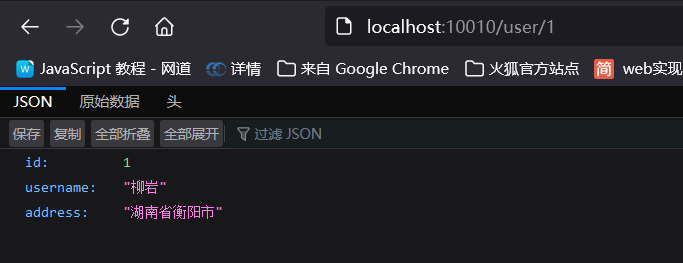 localhost:10010/user/1
JavaScript 教程 - 网道 详情 来自 Google Chrome 火狐官方站点 简 web实现
JSON 原始数据 头
保存 复制 全部折叠 全部展开 过滤 JSON
id: 1
username: "柳岩"
address: "湖南省衡阳市"